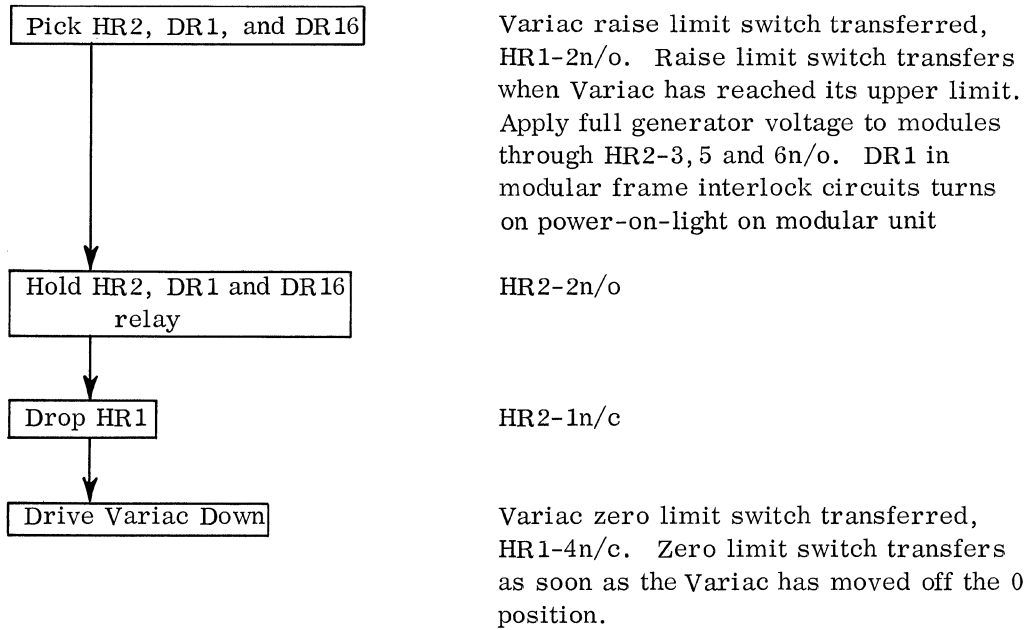 Pick HR2, DR1, and DR16
Variac raise limit switch transferred,
HR1-2n/o. Raise limit switch transfers
when Variac has reached its upper limit.
Apply full generator voltage to modules
through HR2-3, 5 and 6n/o. DR1 in
modular frame interlock circuits turns
on power-on-light on modular unit
Hold HR2, DR1 and DR16
relay
HR2-2n/o
Drop HR1
HR2-1n/c
Drive Variac Down
Variac zero limit switch transferred,
HR1-4n/c. Zero limit switch transfers
as soon as the Variac has moved off the 0
position.